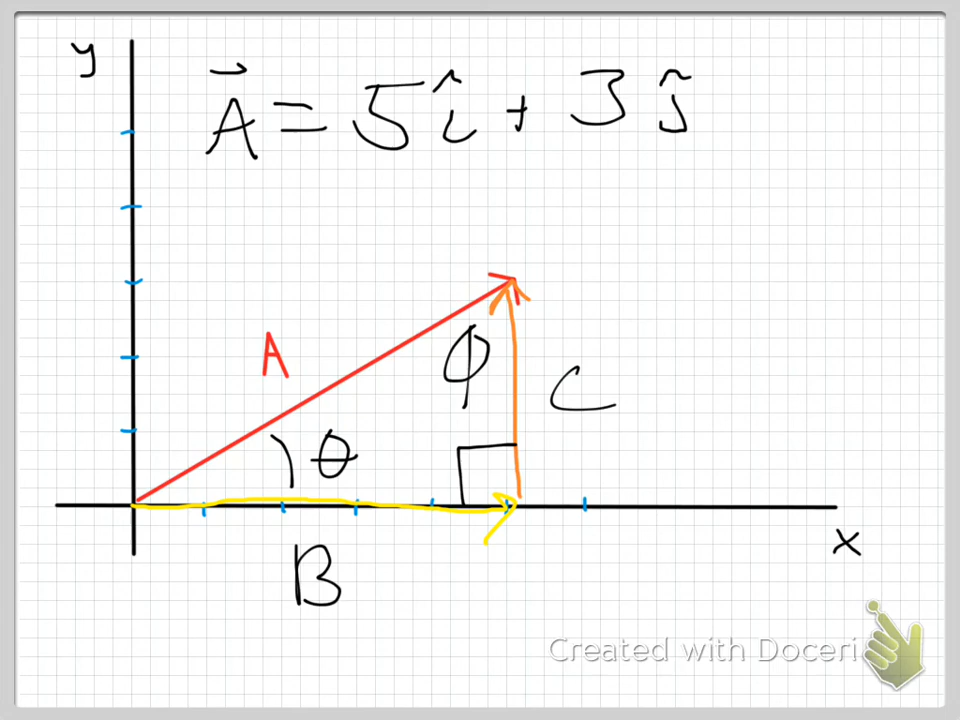 y
A⃗ = 5î + 3ĵ
A
φ
C
θ
B
x
Created with Doceri